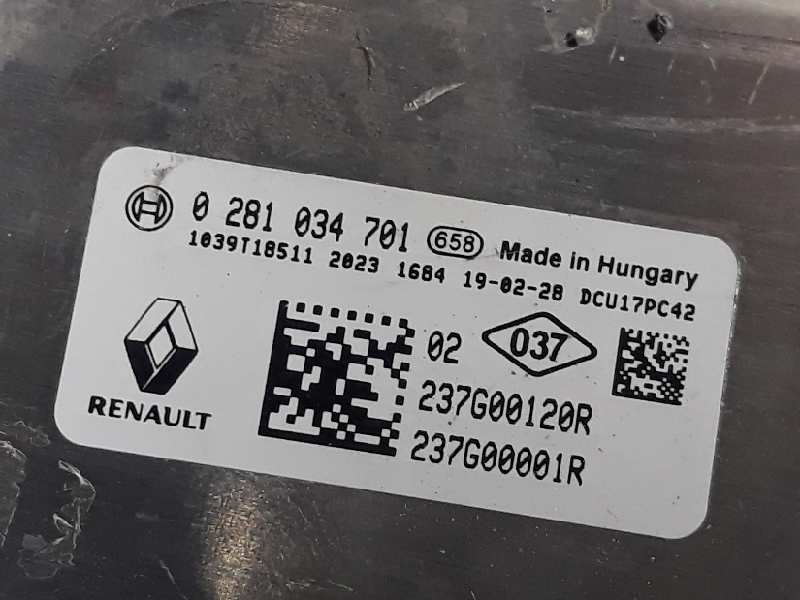 0 281 034 701 658 Made in Hungary
1039T18511 2023 1684 19-02-28 DCU17PC42
02 037
237G00120R
237G00001R
RENAULT